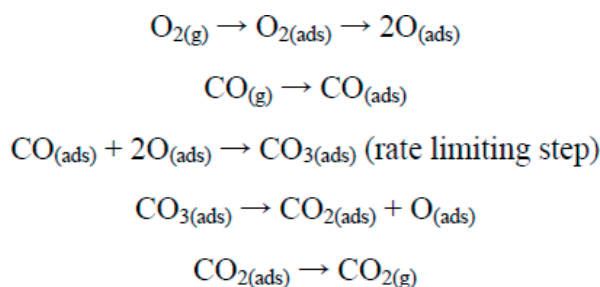 O₂(g) → O₂(ads) → 2O(ads)
CO(g) → CO(ads)
CO(ads) + 2O(ads) → CO₃(ads) (rate limiting step)
CO₃(ads) → CO₂(ads) + O(ads)
CO₂(ads) → CO₂(g)